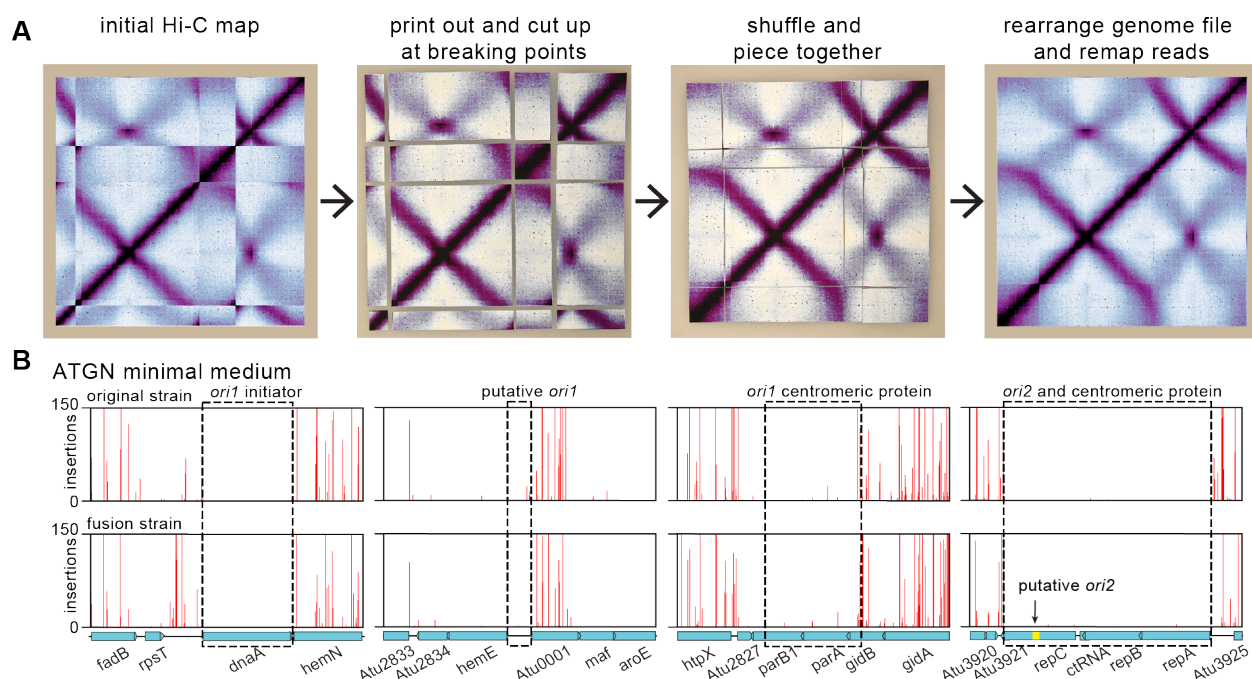 A
initial Hi-C map
print out and cut up
at breaking points
shuffle and
piece together
rearrange genome file
and remap reads
B
ATGN minimal medium
original strain
ori1 initiator
putative ori1
ori1 centromeric protein
ori2 and centromeric protein
150
insertions
0
fusion strain
150
insertions
0
putative ori2
fadB rpsT dnaA hemN Atu2833 Atu2834 hemE Atu0001 maf aroE htpX Atu2827 parB1 parA gidB gidA Atu3920 Atu3921 repC ctRNA repB repA Atu3925